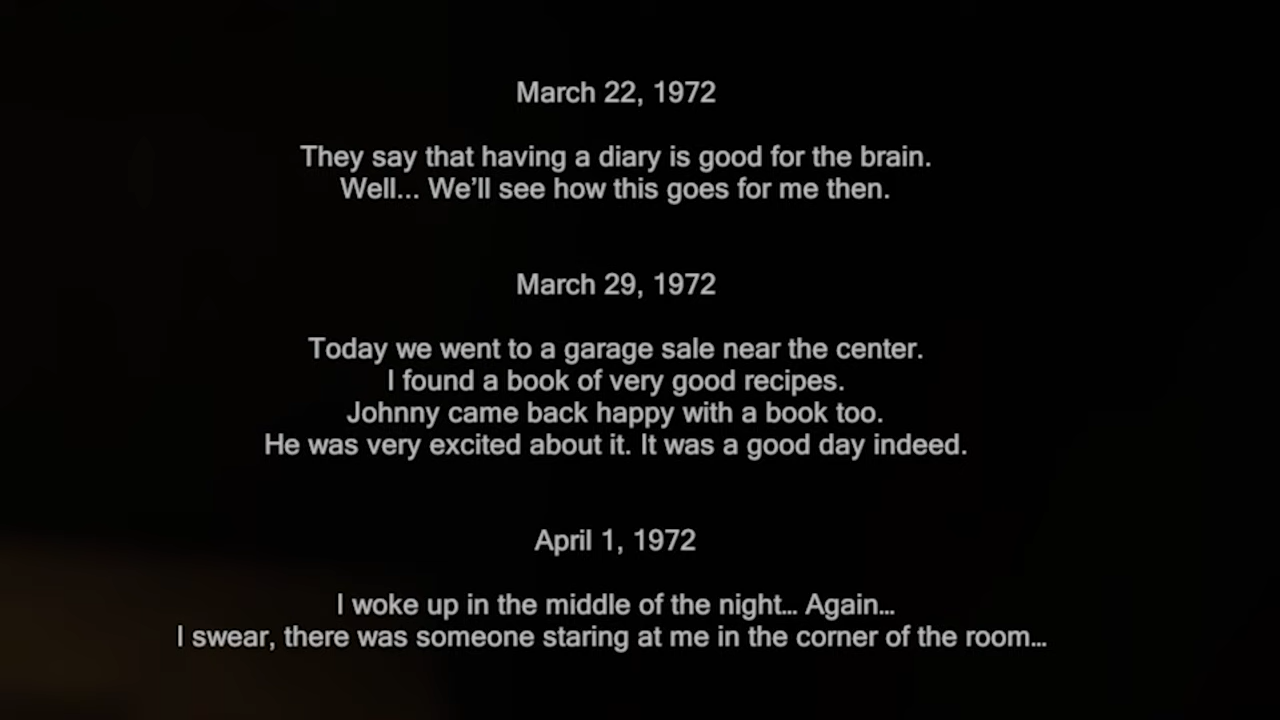 March 22, 1972
They say that having a diary is good for the brain.
Well... We’ll see how this goes for me then.
March 29, 1972
Today we went to a garage sale near the center.
I found a book of very good recipes.
Johnny came back happy with a book too.
He was very excited about it. It was a good day indeed.
April 1, 1972
I woke up in the middle of the night… Again…
I swear, there was someone staring at me in the corner of the room…